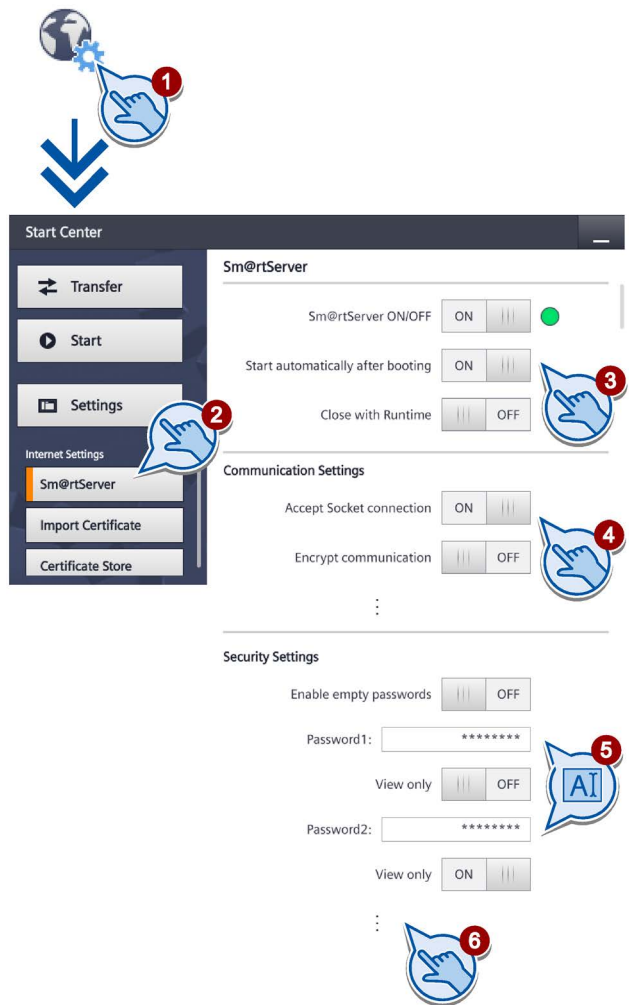 1
Start Center
Transfer
Start
Settings
2
Internet Settings
Sm@rtServer
Import Certificate
Certificate Store
Sm@rtServer
Sm@rtServer ON/OFF ON
Start automatically after booting ON
3
Close with Runtime OFF
Communication Settings
Accept Socket connection ON
4
Encrypt communication OFF
Security Settings
Enable empty passwords OFF
Password1: ********
5
AI
View only OFF
Password2: ********
View only ON
6